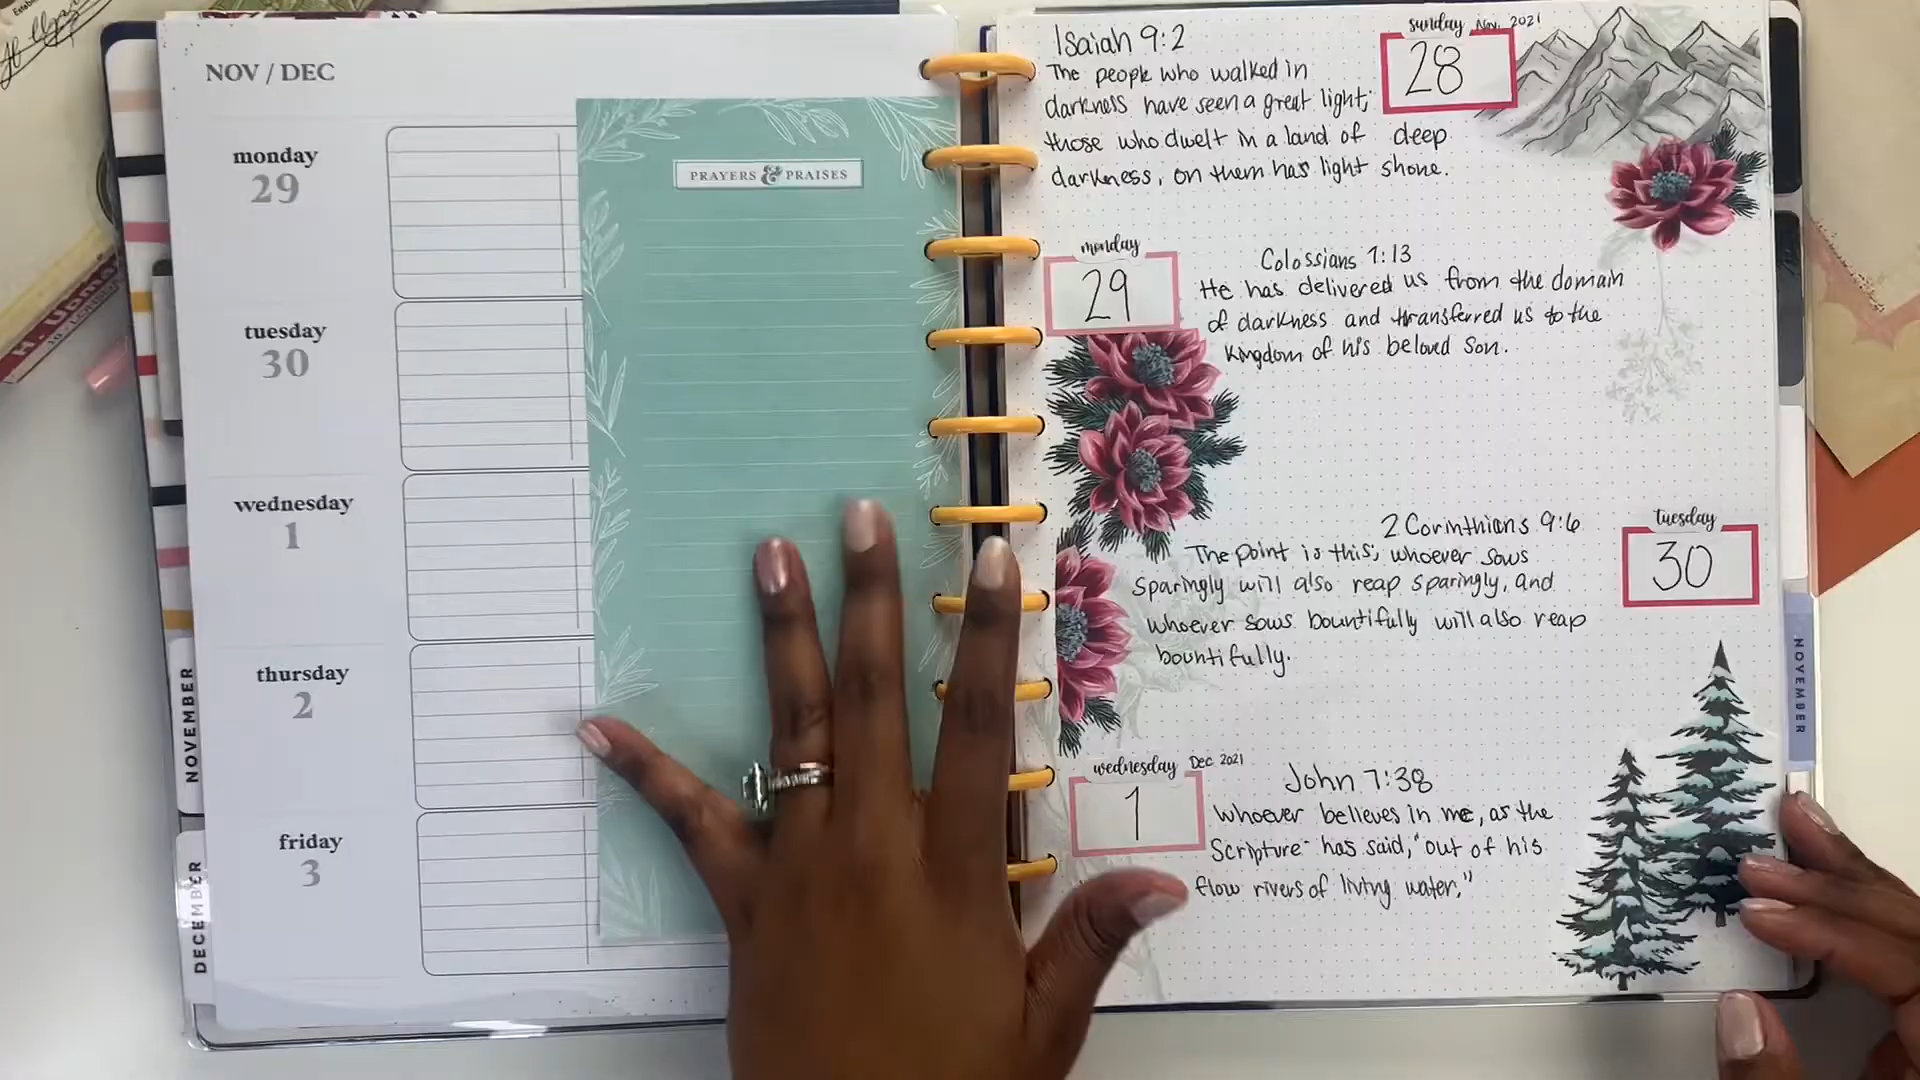 NOV / DEC
monday
29
tuesday
30
wednesday
1
thursday
2
friday
3
NOVEMBER
DECEMBER
PRAYERS & PRAISES
sunday Nov. 2021
28
Isaiah 9:2
The people who walked in
darkness have seen a great light;
those who dwelt in a land of deep
darkness, on them has light shone.
monday
29
Colossians 1:13
He has delivered us from the domain
of darkness and transferred us to the
Kingdom of his beloved Son.
tuesday
30
2 Corinthians 9:6
The point is this; whoever sows
sparingly will also reap sparingly, and
whoever sows bountifully will also reap
bountifully.
wednesday Dec 2021
1
John 7:38
Whoever believes in me, as the
Scripture has said, "out of his
flow rivers of living water,"
NOVEMBER